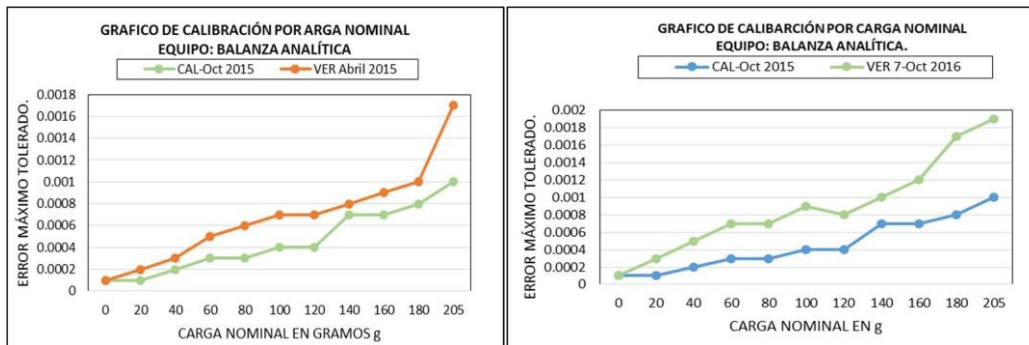 GRAFICO DE CALIBRACIÓN POR ARGA NOMINAL
EQUIPO: BALANZA ANALÍTICA
CAL-Oct 2015 VER Abril 2015
ERROR MÁXIMO TOLERADO.
0.0018
0.0016
0.0014
0.0012
0.001
0.0008
0.0006
0.0004
0.0002
0
0 20 40 60 80 100 120 140 160 180 205
CARGA NOMINAL EN GRAMOS g
GRAFICO DE CALIBARCIÓN POR CARGA NOMINAL
EQUIPO: BALANZA ANALÍTICA.
CAL-Oct 2015 VER 7-Oct 2016
ERROR MÁXIMO TOLERADO.
0.002
0.0018
0.0016
0.0014
0.0012
0.001
0.0008
0.0006
0.0004
0.0002
0
0 20 40 60 80 100 120 140 160 180 205
CARGA NOMINAL EN g